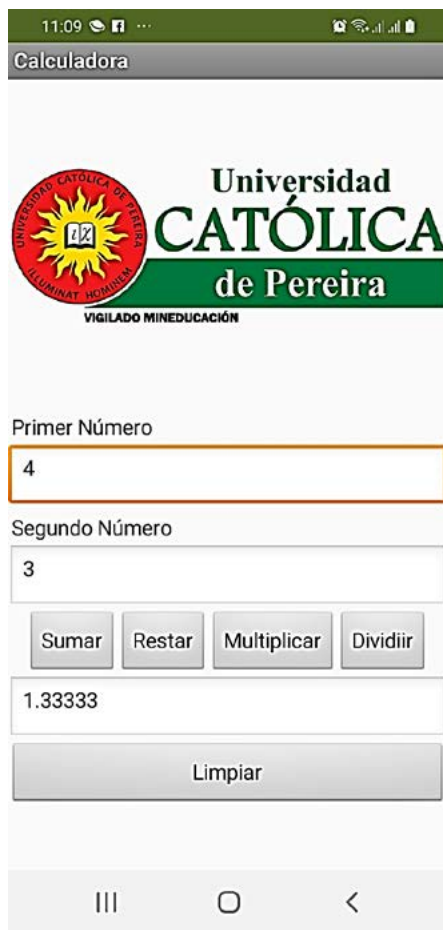 11:09
Calculadora
UNIVERSIDAD CATÓLICA DE PEREIRA
ILLUMINAT HOMINEM
Universidad
CATÓLICA
de Pereira
VIGILADO MINEDUCACIÓN
Primer Número
4
Segundo Número
3
Sumar Restar Multiplicar Dividiir
1.33333
Limpiar